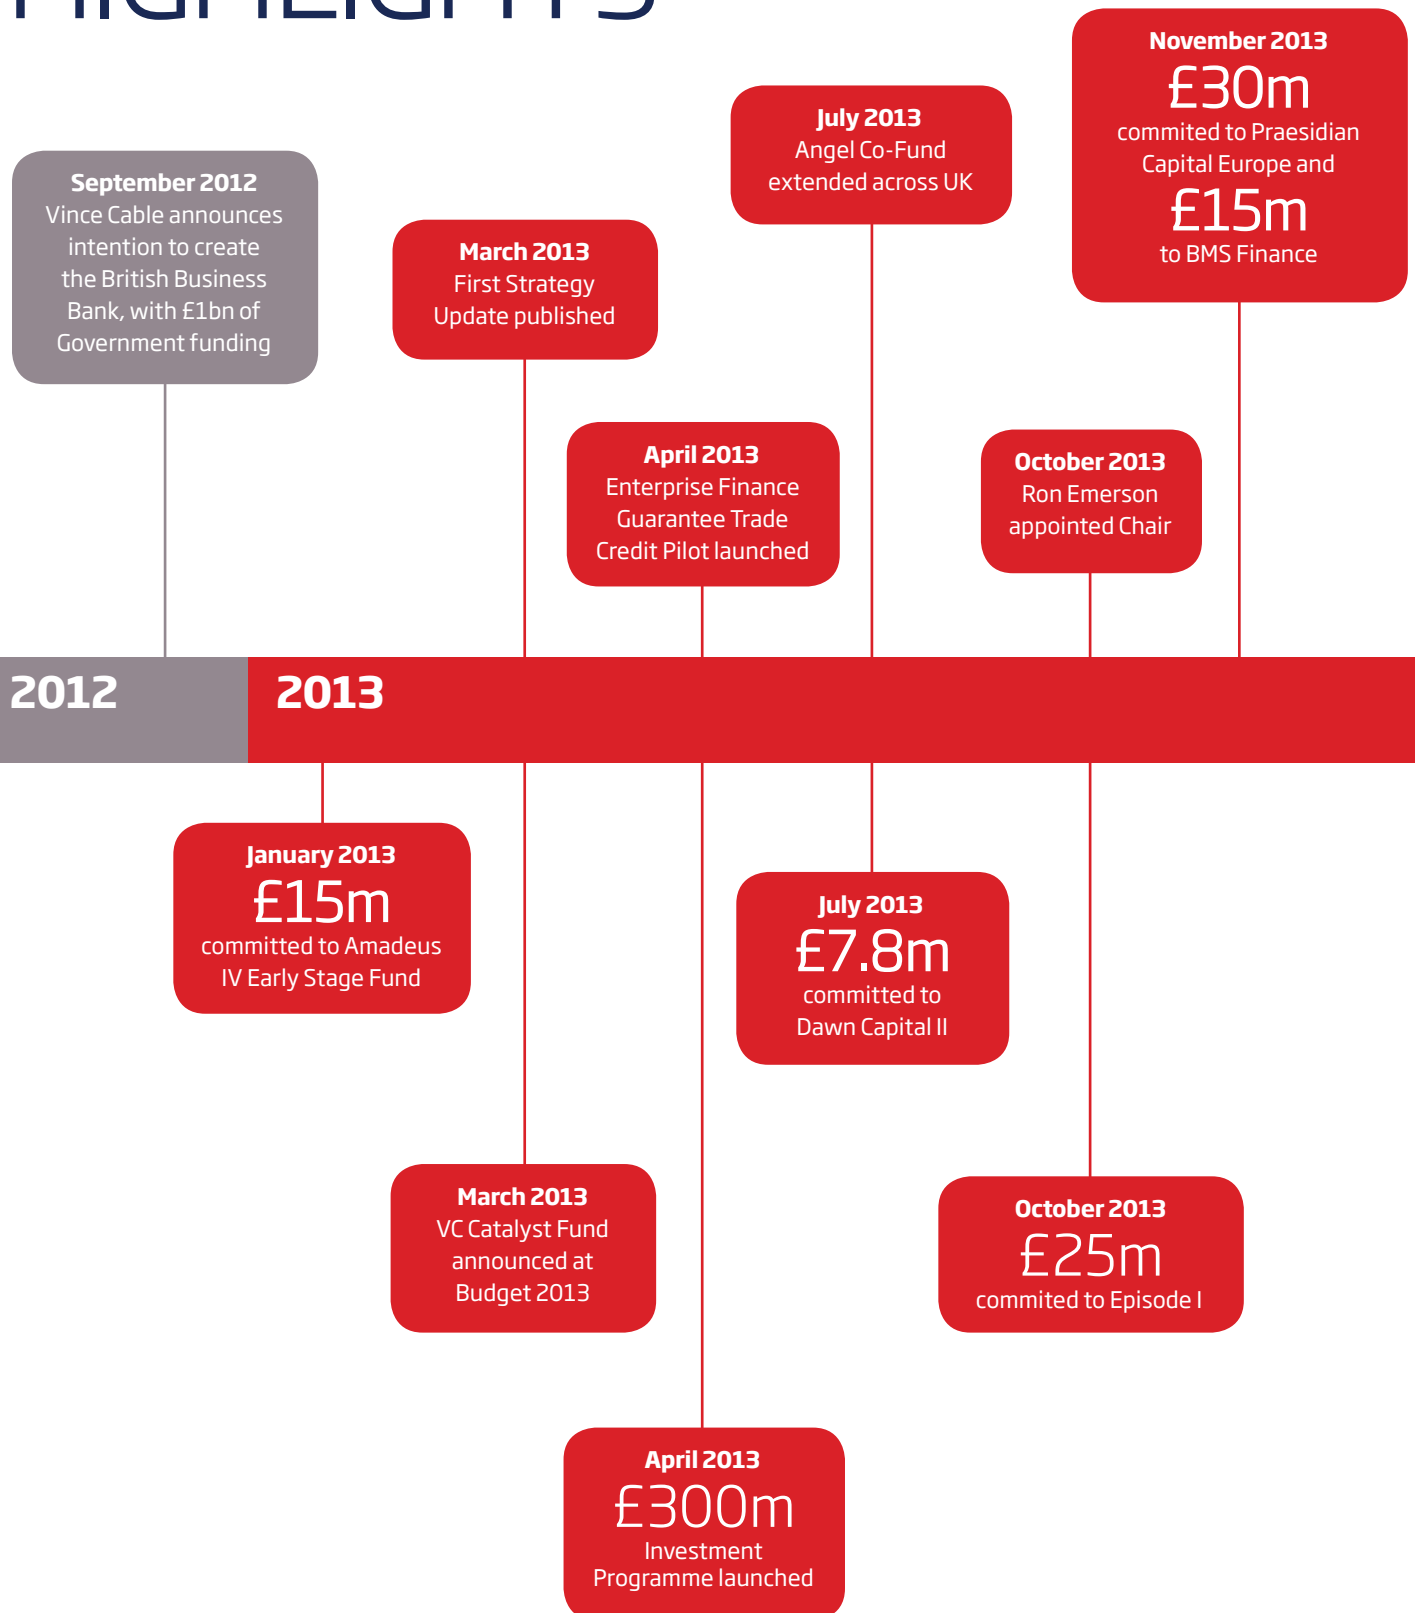 HIGHLIGHTS
September 2012
Vince Cable announces
intention to create
the British Business
Bank, with £1bn of
Government funding
March 2013
First Strategy
Update published
April 2013
Enterprise Finance
Guarantee Trade
Credit Pilot launched
July 2013
Angel Co-Fund
extended across UK
October 2013
Ron Emerson
appointed Chair
November 2013
£30m
commited to Praesidian
Capital Europe and
£15m
to BMS Finance
2012
2013
January 2013
£15m
committed to Amadeus
IV Early Stage Fund
March 2013
VC Catalyst Fund
announced at
Budget 2013
April 2013
£300m
Investment
Programme launched
July 2013
£7.8m
committed to
Dawn Capital II
October 2013
£25m
commited to Episode I